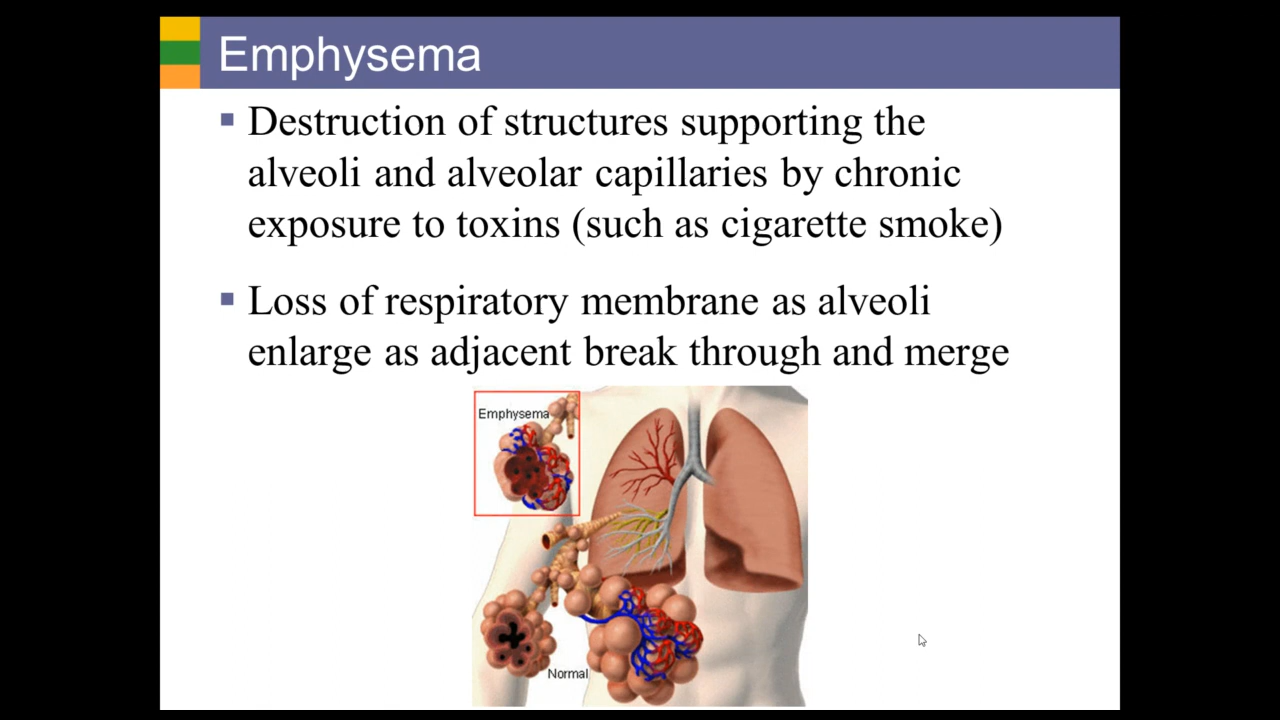 Emphysema
Destruction of structures supporting the
alveoli and alveolar capillaries by chronic
exposure to toxins (such as cigarette smoke)
Loss of respiratory membrane as alveoli
enlarge as adjacent break through and merge
Emphysema
Normal